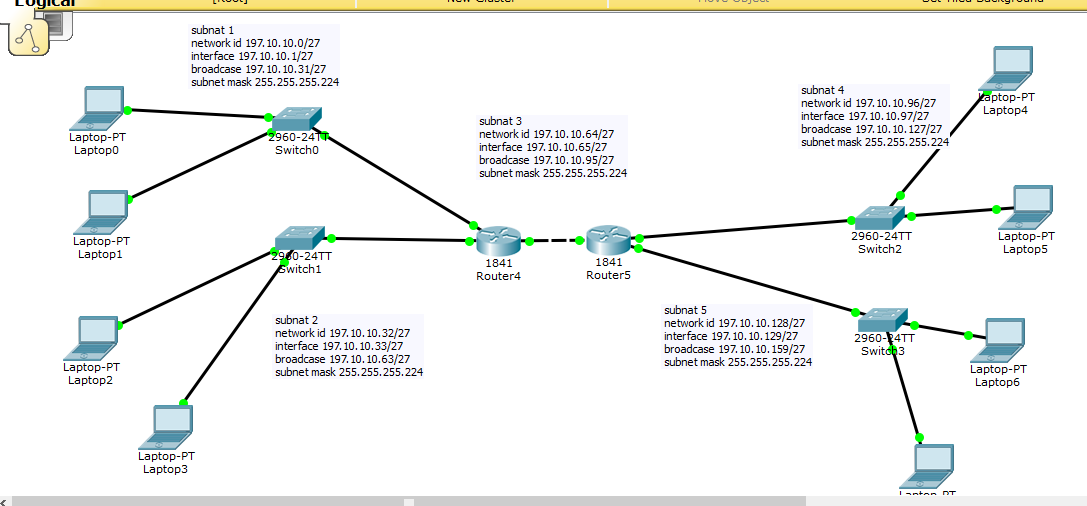 Logical
[Root]
New Cluster
Move Object
Set Tiled Background
subnat 1
network id 197.10.10.0/27
interface 197.10.10.1/27
broadcase 197.10.10.31/27
subnet mask 255.255.255.224
Laptop-PT
Laptop0
2960-24TT
Switch0
subnat 3
network id 197.10.10.64/27
interface 197.10.10.65/27
broadcase 197.10.10.95/27
subnet mask 255.255.255.224
subnat 4
network id 197.10.10.96/27
interface 197.10.10.97/27
broadcase 197.10.10.127/27
subnet mask 255.255.255.224
Laptop-PT
Laptop4
Laptop-PT
Laptop1
2960-24TT
Switch1
1841
Router4
1841
Router5
2960-24TT
Switch2
Laptop-PT
Laptop5
subnat 2
network id 197.10.10.32/27
interface 197.10.10.33/27
broadcase 197.10.10.63/27
subnet mask 255.255.255.224
subnat 5
network id 197.10.10.128/27
interface 197.10.10.129/27
broadcase 197.10.10.159/27
subnet mask 255.255.255.224
2960-24TT
Switch3
Laptop-PT
Laptop2
Laptop-PT
Laptop6
Laptop-PT
Laptop3
Laptop-PT